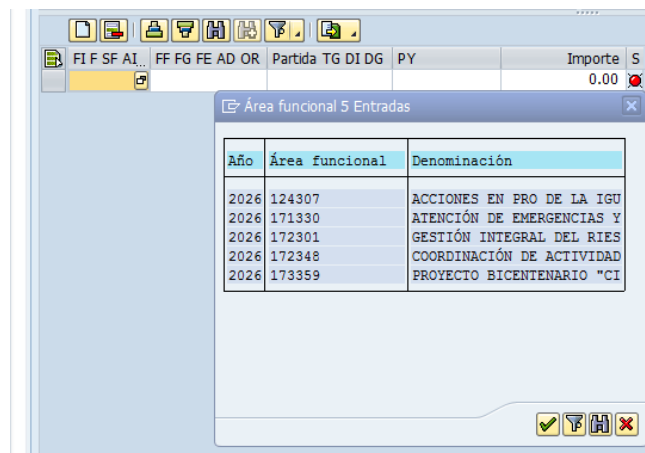 FI F SF AI... FF FG FE AD OR Partida TG DI DG PY Importe S
0.00
Área funcional 5 Entradas
Año Área funcional Denominación
2026 124307 ACCIONES EN PRO DE LA IGU
2026 171330 ATENCIÓN DE EMERGENCIAS Y
2026 172301 GESTIÓN INTEGRAL DEL RIES
2026 172348 COORDINACIÓN DE ACTIVIDAD
2026 173359 PROYECTO BICENTENARIO "CI